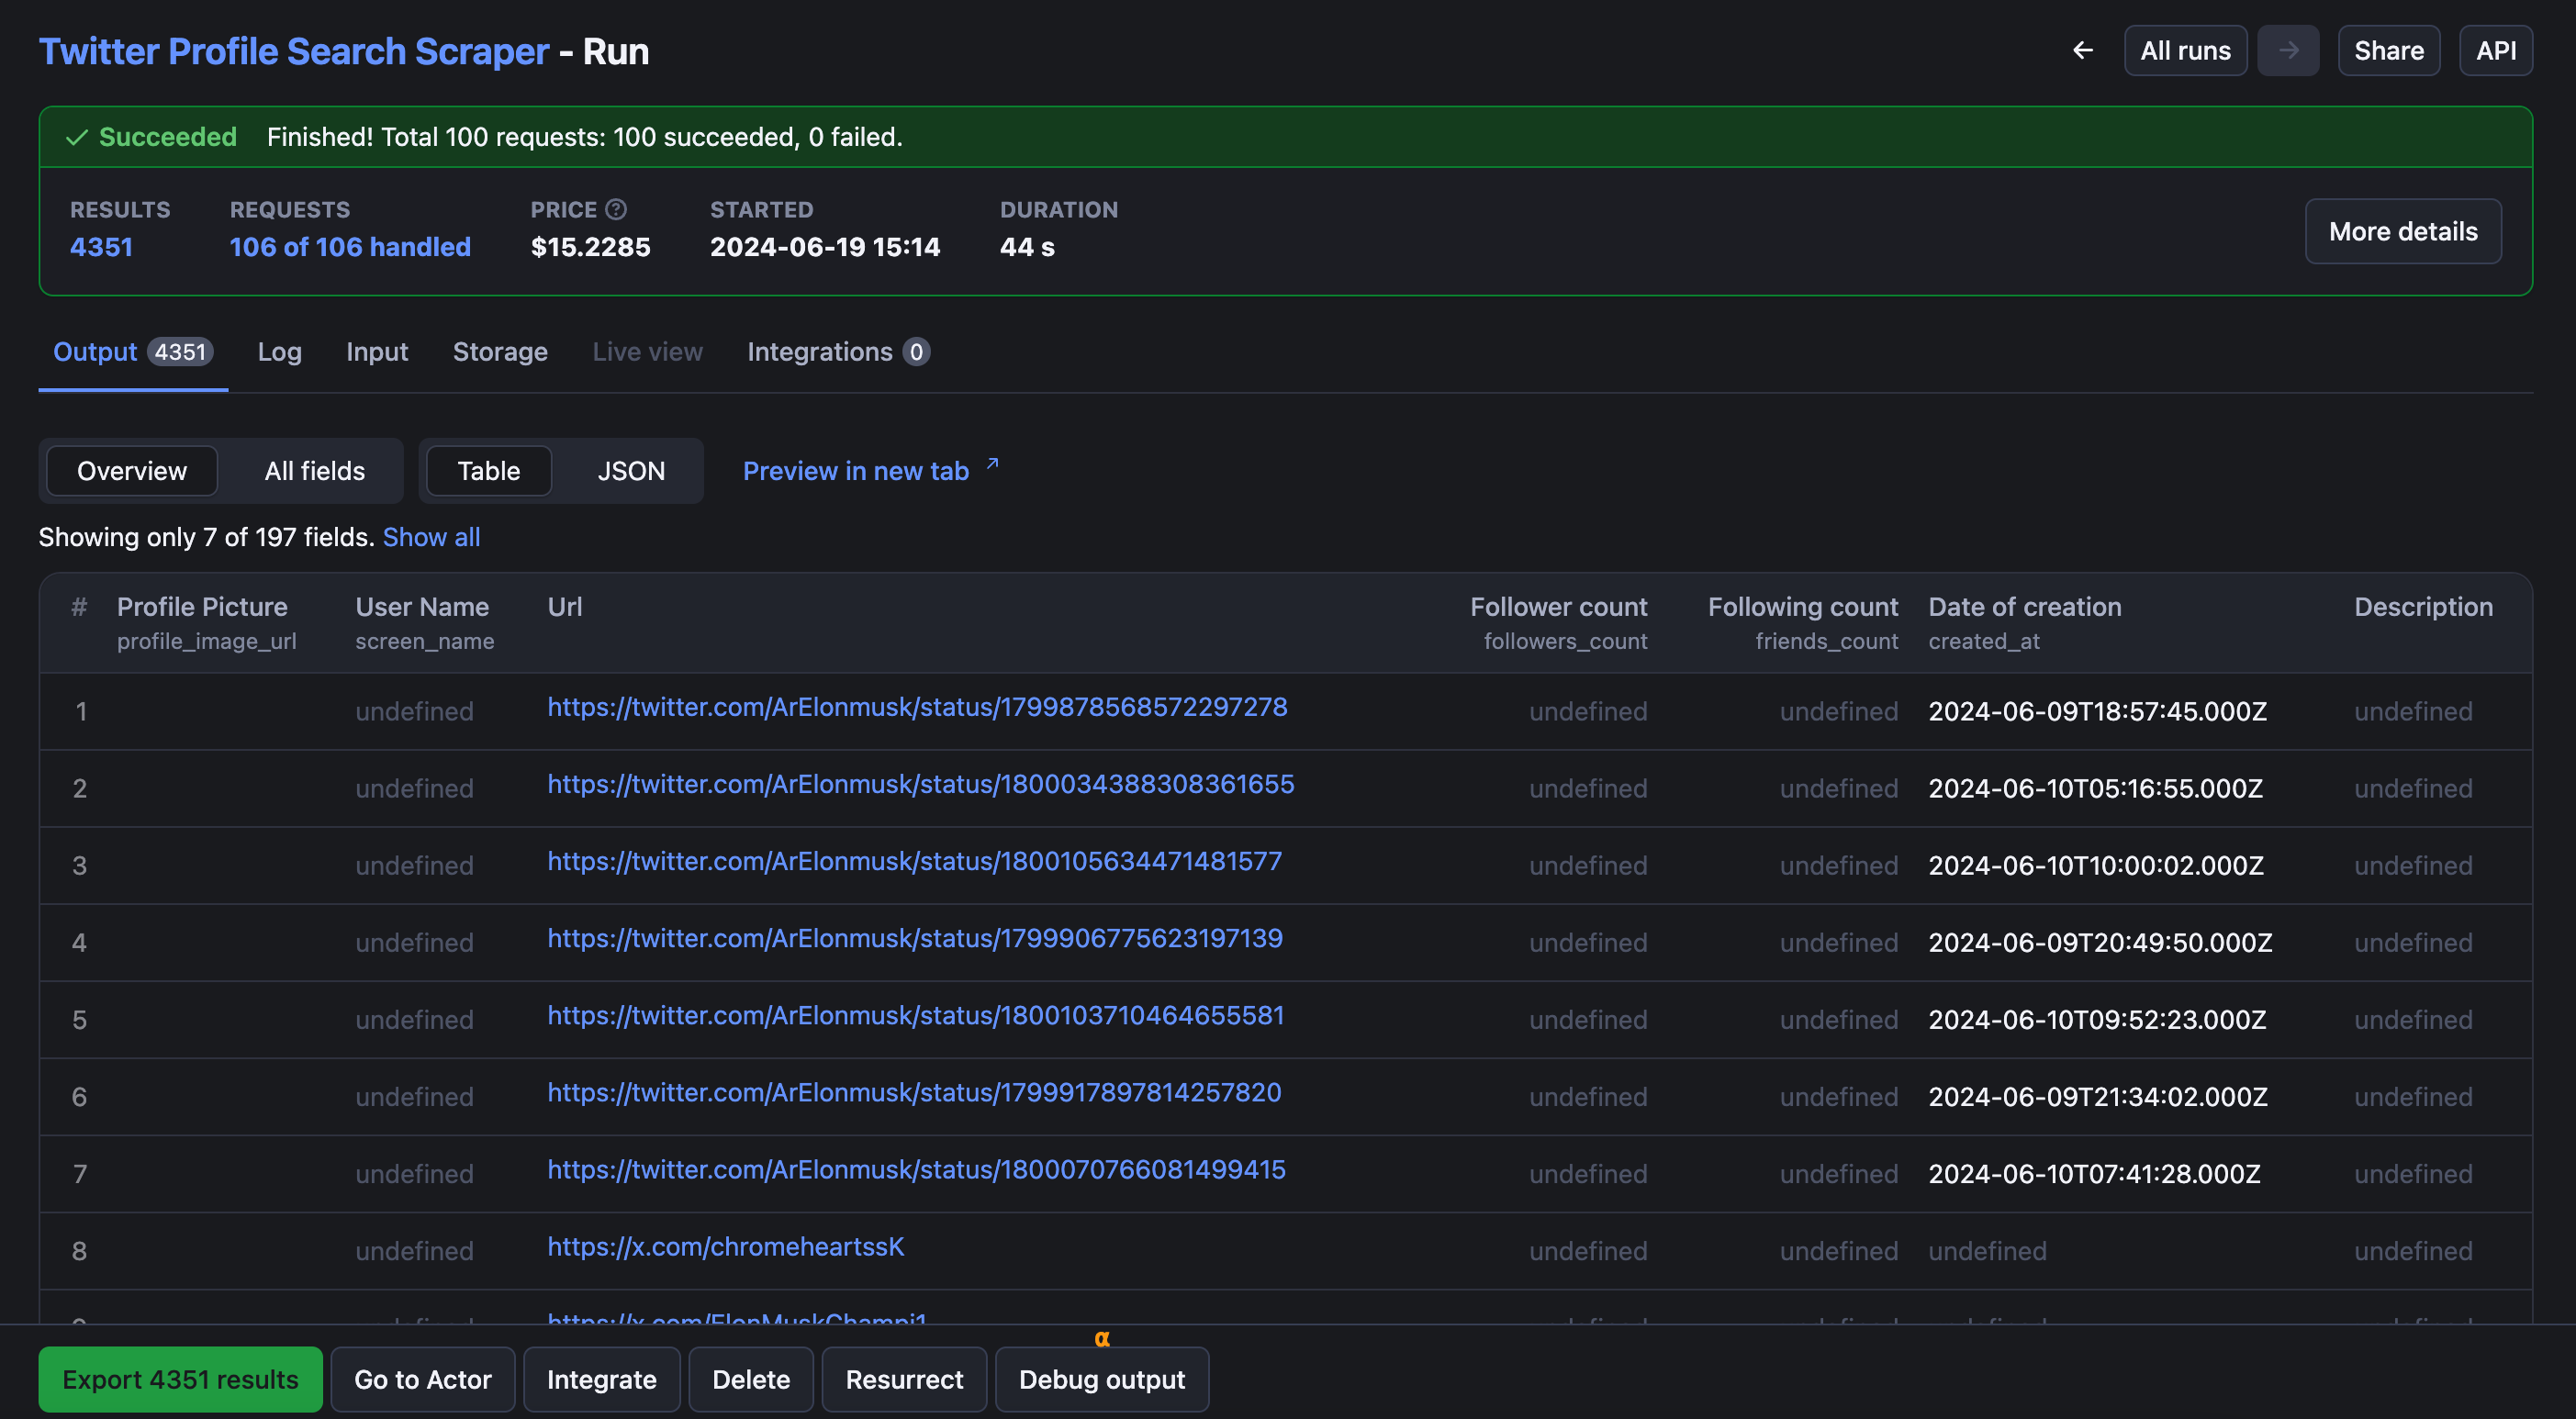 Twitter Profile Search Scraper - Run
All runs
Share
API
Succeeded Finished! Total 100 requests: 100 succeeded, 0 failed.
RESULTS REQUESTS PRICE STARTED DURATION
4351 106 of 106 handled $15.2285 2024-06-19 15:14 44 s
More details
Output 4351 Log Input Storage Live view Integrations 0
Overview All fields Table JSON Preview in new tab
Showing only 7 of 197 fields. Show all
# Profile Picture User Name Url Follower count Following count Date of creation Description
profile_image_url screen_name followers_count friends_count created_at
1 undefined https://twitter.com/ArElonmusk/status/1799878568572297278 undefined undefined 2024-06-09T18:57:45.000Z undefined
2 undefined https://twitter.com/ArElonmusk/status/1800034388308361655 undefined undefined 2024-06-10T05:16:55.000Z undefined
3 undefined https://twitter.com/ArElonmusk/status/1800105634471481577 undefined undefined 2024-06-10T10:00:02.000Z undefined
4 undefined https://twitter.com/ArElonmusk/status/1799906775623197139 undefined undefined 2024-06-09T20:49:50.000Z undefined
5 undefined https://twitter.com/ArElonmusk/status/1800103710464655581 undefined undefined 2024-06-10T09:52:23.000Z undefined
6 undefined https://twitter.com/ArElonmusk/status/1799917897814257820 undefined undefined 2024-06-09T21:34:02.000Z undefined
7 undefined https://twitter.com/ArElonmusk/status/1800070766081499415 undefined undefined 2024-06-10T07:41:28.000Z undefined
8 undefined https://x.com/chromeheartssK undefined undefined undefined undefined
https://x.com/ElonMuskChampi1
α
Export 4351 results Go to Actor Integrate Delete Resurrect Debug output